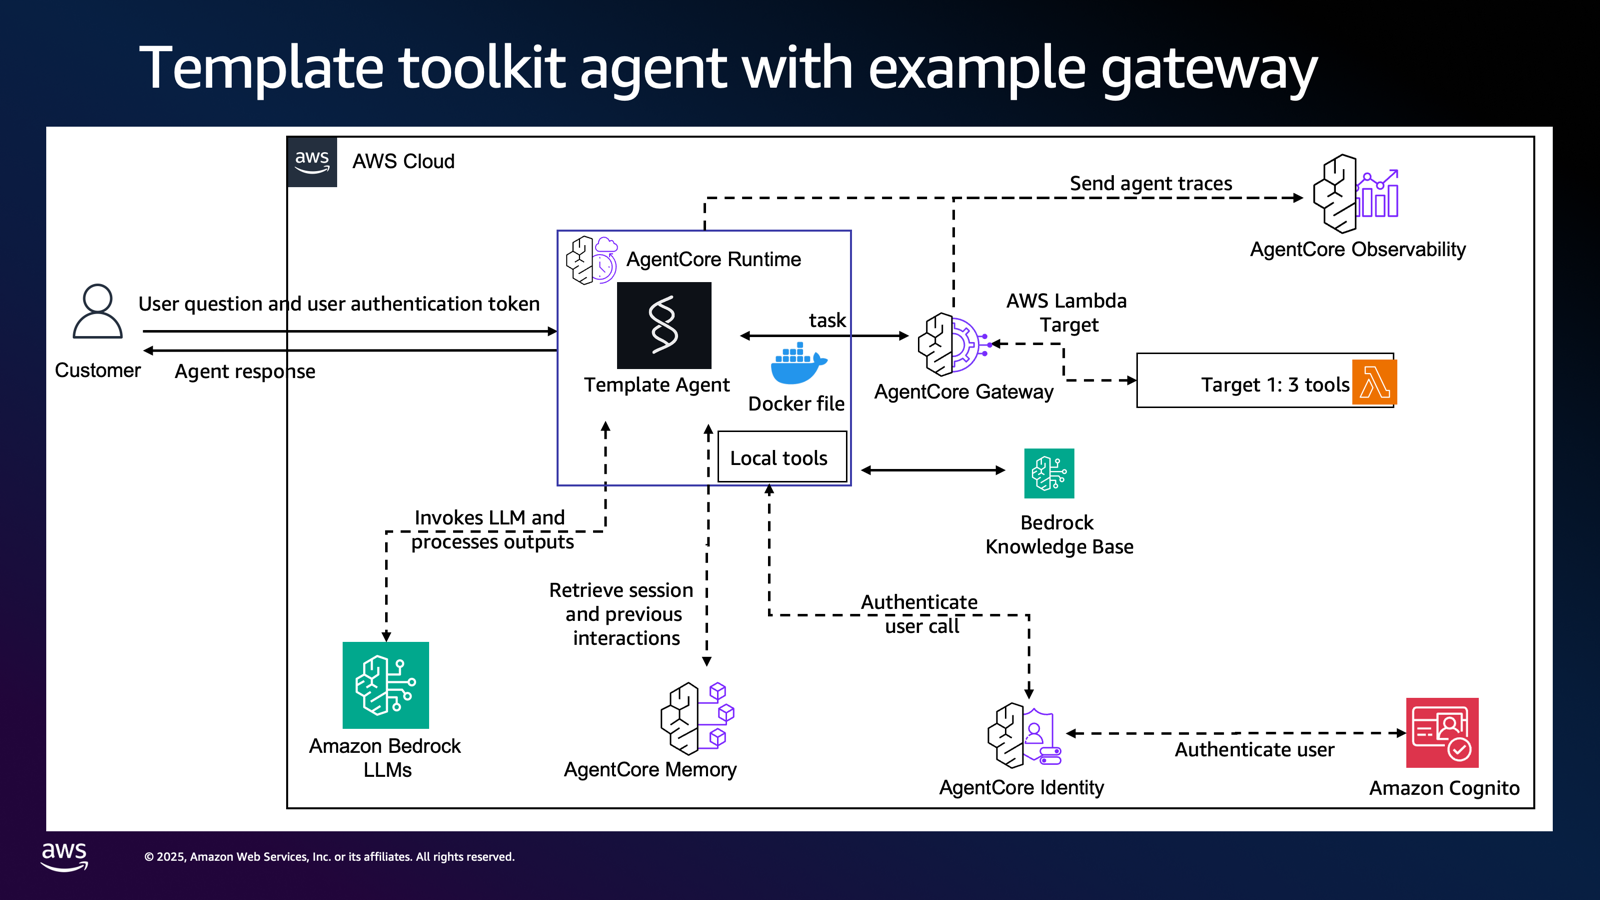 Template toolkit agent with example gateway
aws
AWS Cloud
Send agent traces
AgentCore Observability
AgentCore Runtime
User question and user authentication token
AWS Lambda
Target
task
Customer
Agent response
Template Agent
AgentCore Gateway
Target 1: 3 tools
Docker file
Local tools
Invokes LLM and
processes outputs
Bedrock
Knowledge Base
Retrieve session
and previous
interactions
Authenticate
user call
Amazon Bedrock
LLMs
AgentCore Memory
AgentCore Identity
Authenticate user
Amazon Cognito
aws
© 2025, Amazon Web Services, Inc. or its affiliates. All rights reserved.